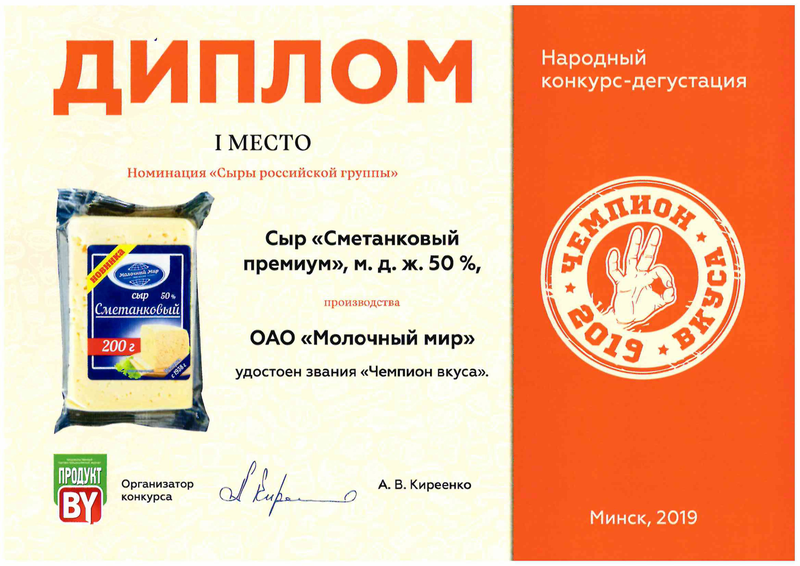 ДИПЛОМ
I МЕСТО
Номинация «Сыры российской группы»
НОВИНКА
Молочный Мир
сыр 50%
Сметанковый
200 г
с 1938 г
Сыр «Сметанковый
премиум», м. д. ж. 50 %,
производства
ОАО «Молочный мир»
удостоен звания «Чемпион вкуса».
ПРОДУКТ
BY
Организатор
конкурса
А. В. Киреенко
Народный
конкурс-дегустация
ЧЕМПИОН
ВКУСА
2019
Минск, 2019